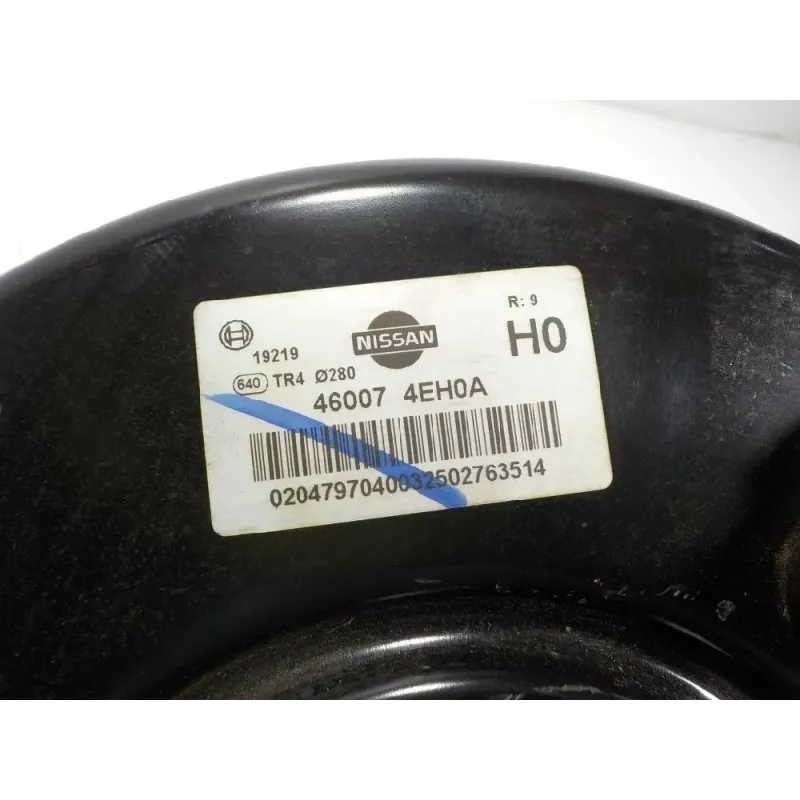 R: 9
19219
NISSAN
H0
640 TR4 Ø280
46007 4EH0A
0204797040032502763514